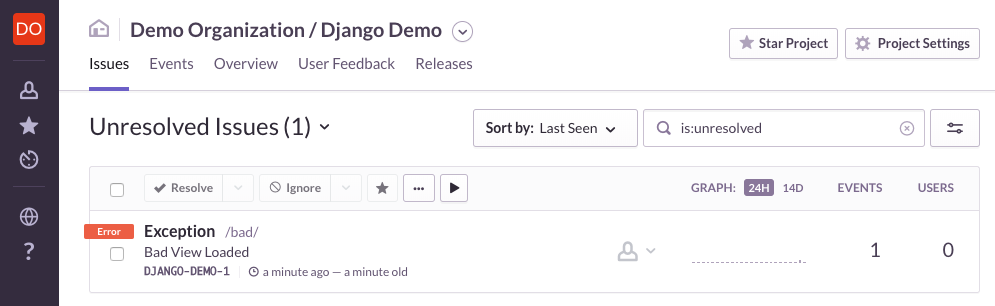 DO
Demo Organization / Django Demo
Star Project
Project Settings
Issues Events Overview User Feedback Releases
Unresolved Issues (1)
Sort by: Last Seen
is:unresolved
Resolve
Ignore
GRAPH: 24H 14D EVENTS USERS
Error
Exception /bad/
Bad View Loaded
DJANGO-DEMO-1 a minute ago — a minute old
1 0
?